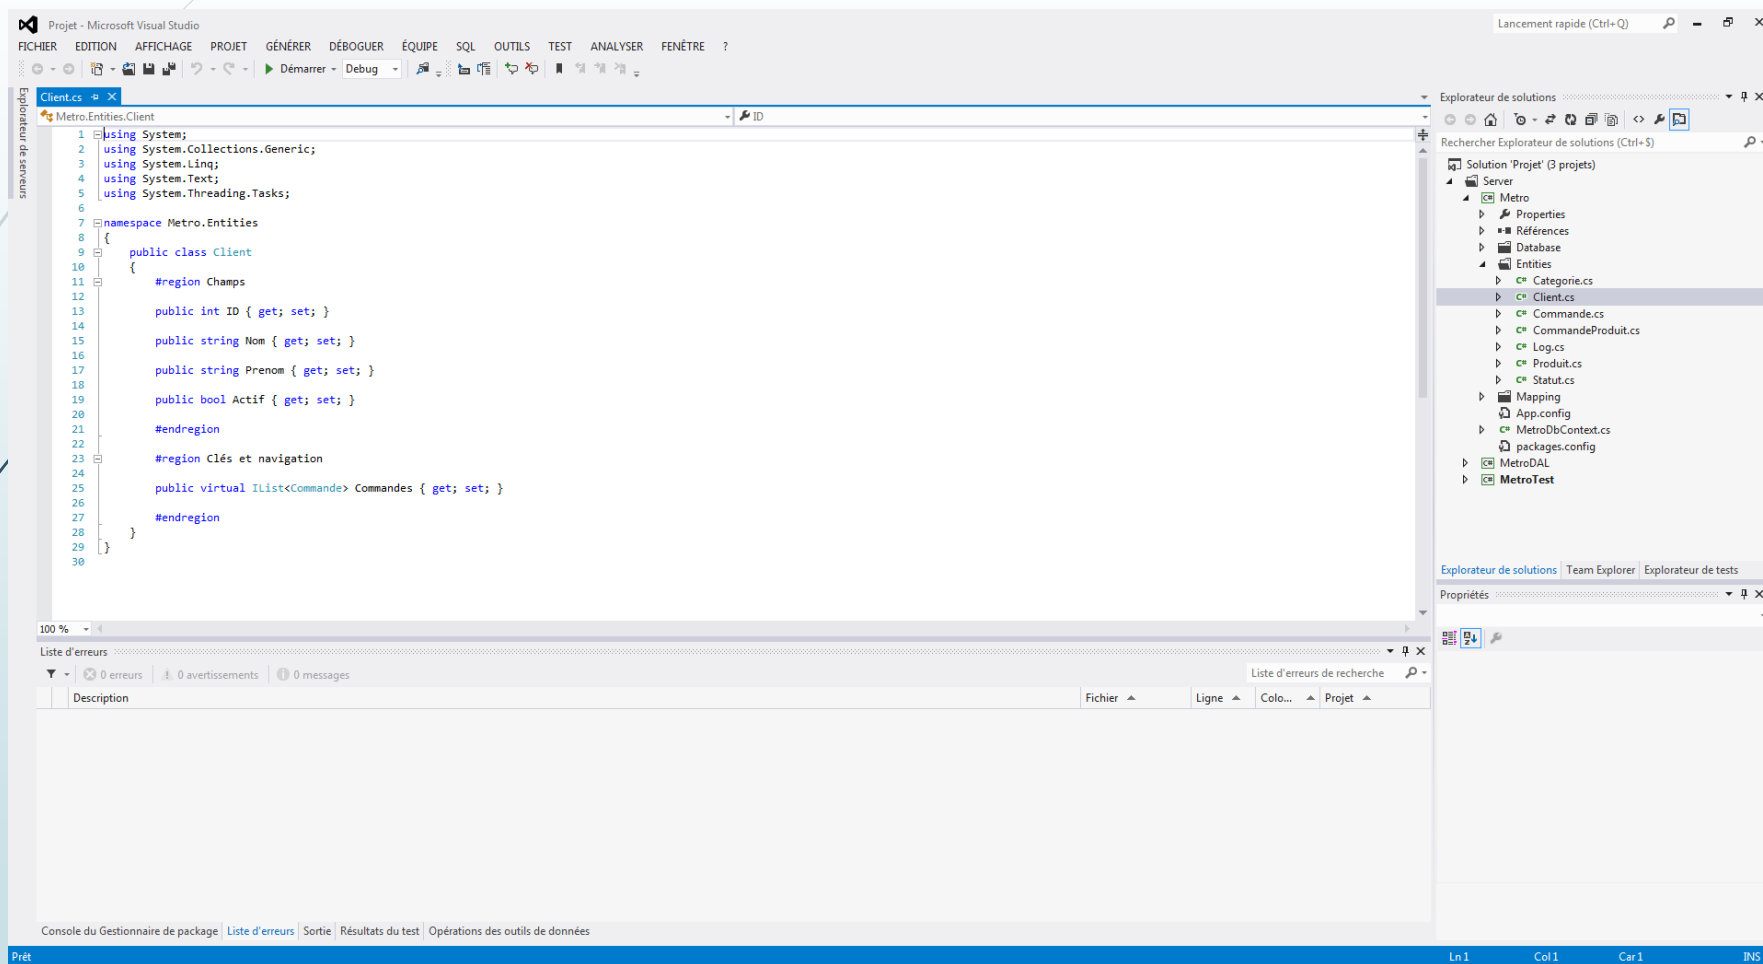 Projet - Microsoft Visual Studio
Lancement rapide (Ctrl+Q)
FICHIER EDITION AFFICHAGE PROJET GÉNÉRER DÉBOGUER ÉQUIPE SQL OUTILS TEST ANALYSER FENÊTRE ?
Démarrer Debug
Explorateur de serveurs
Client.cs
Metro.Entities.Client ID
1 using System;
2 using System.Collections.Generic;
3 using System.Linq;
4 using System.Text;
5 using System.Threading.Tasks;
6
7 namespace Metro.Entities
8 {
9 public class Client
10 {
11 #region Champs
12
13 public int ID { get; set; }
14
15 public string Nom { get; set; }
16
17 public string Prenom { get; set; }
18
19 public bool Actif { get; set; }
20
21 #endregion
22
23 #region Clés et navigation
24
25 public virtual IList<Commande> Commandes { get; set; }
26
27 #endregion
28 }
29 }
30
100 %
Explorateur de solutions
Rechercher Explorateur de solutions (Ctrl+$)
Solution 'Projet' (3 projets)
Server
C# Metro
Properties
Références
Database
Entities
C# Categorie.cs
C# Client.cs
C# Commande.cs
C# CommandeProduit.cs
C# Log.cs
C# Produit.cs
C# Statut.cs
Mapping
App.config
C# MetroDbContext.cs
packages.config
C# MetroDAL
C# MetroTest
Explorateur de solutions Team Explorer Explorateur de tests
Propriétés
Liste d'erreurs
0 erreurs 0 avertissements 0 messages
Liste d'erreurs de recherche
Description Fichier Ligne Colo... Projet
Console du Gestionnaire de package Liste d'erreurs Sortie Résultats du test Opérations des outils de données
Prêt Ln 1 Col 1 Car 1 INS